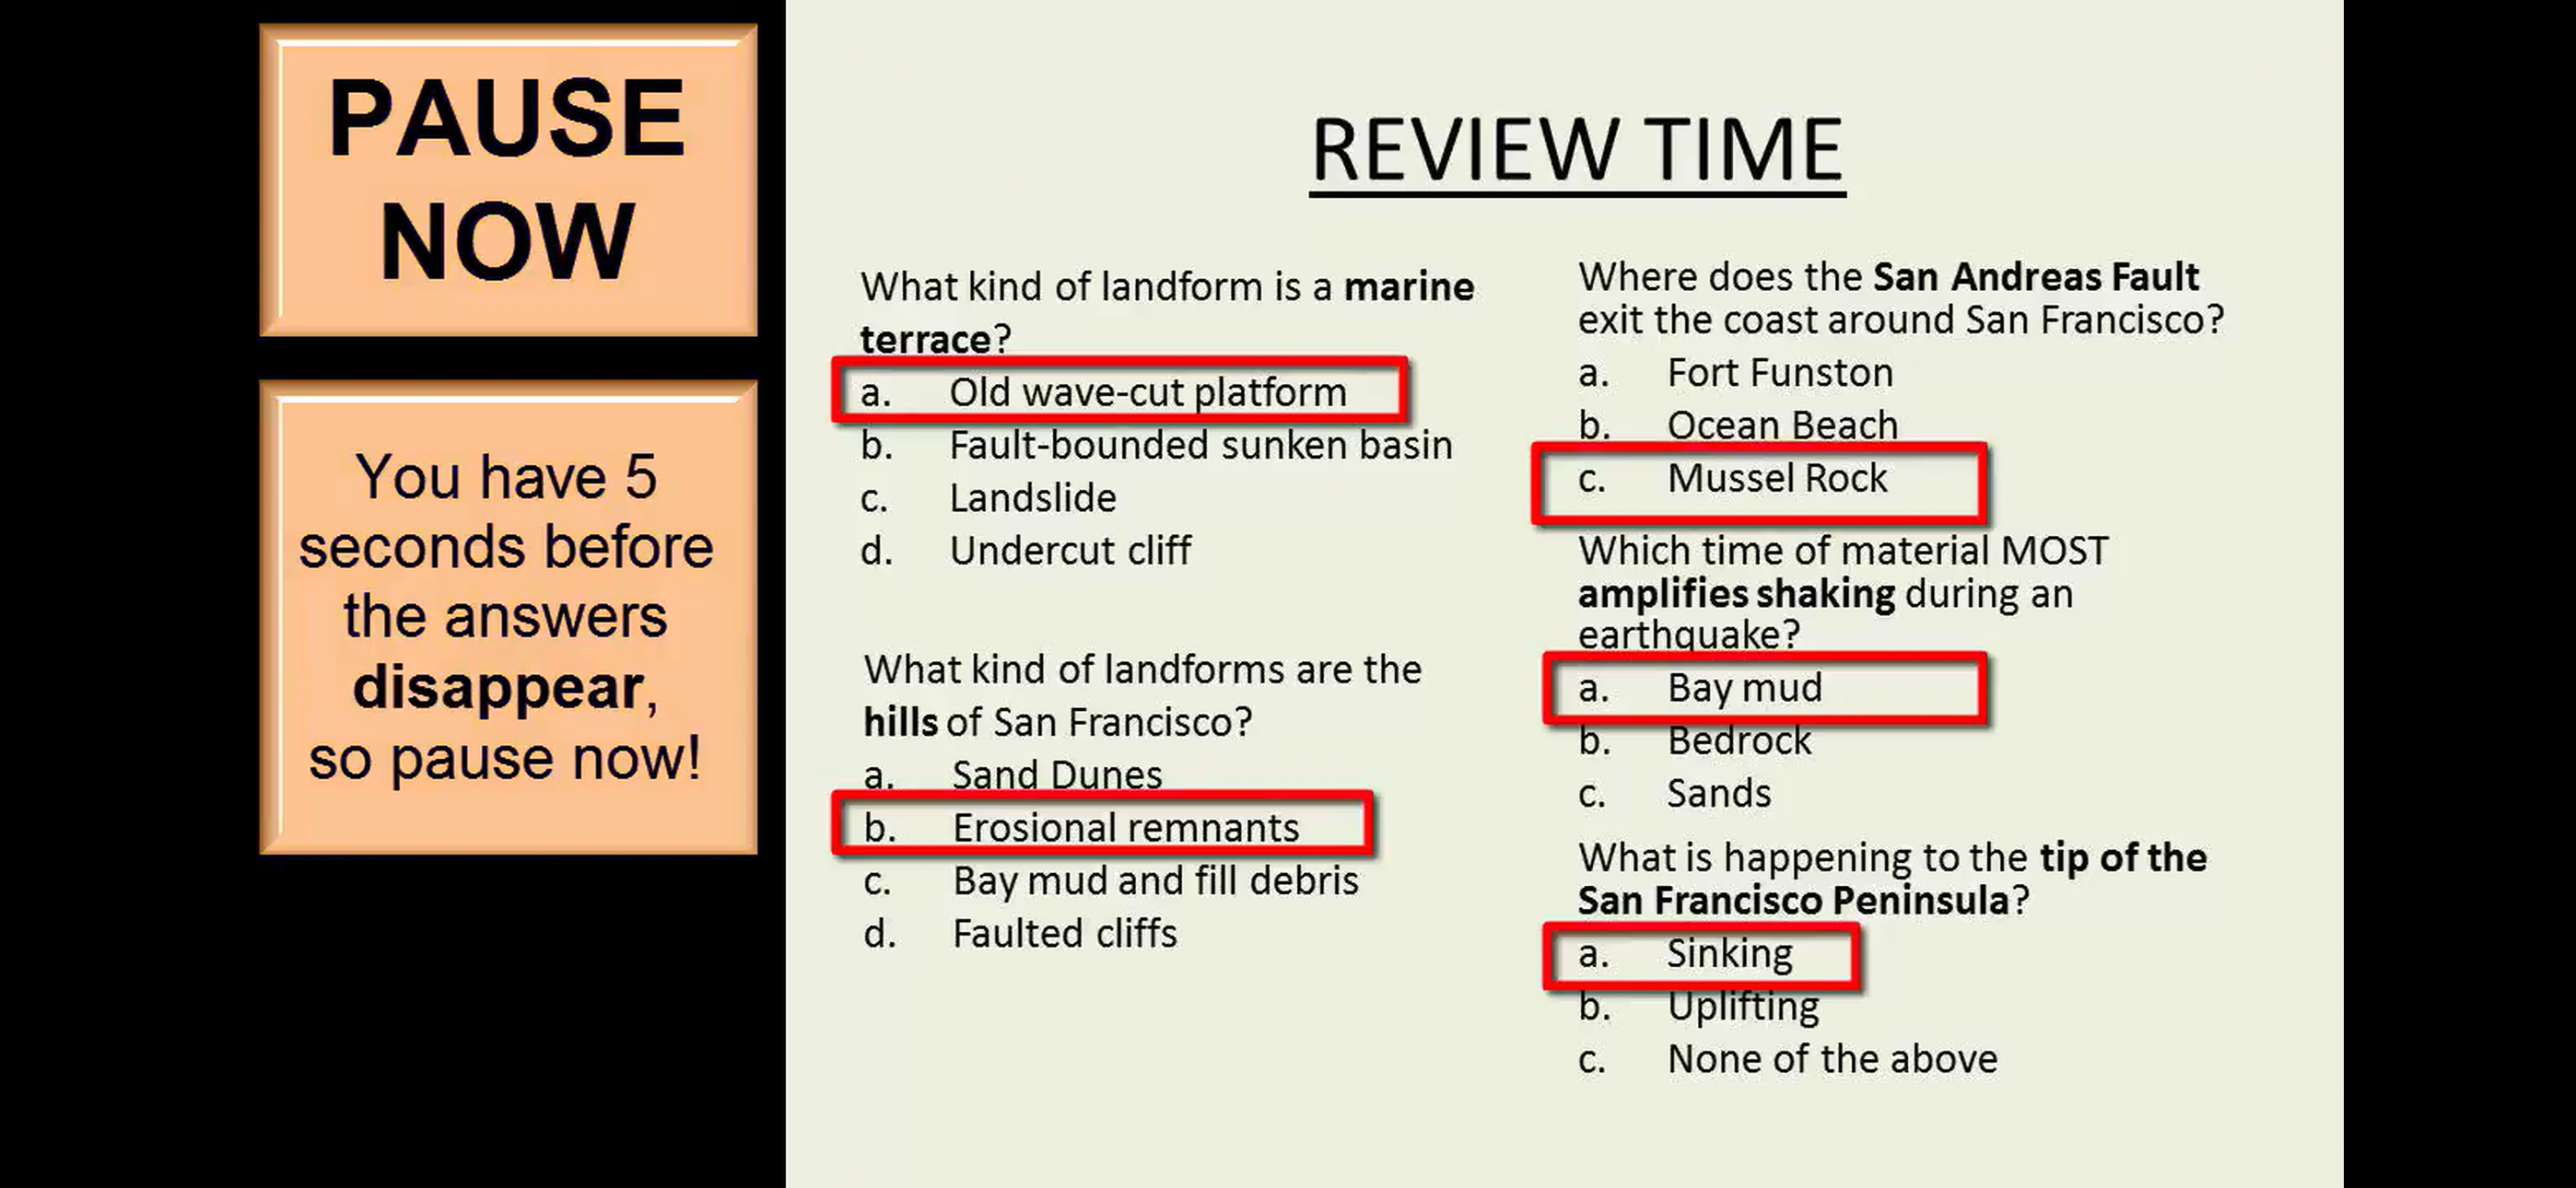 PAUSE
NOW
You have 5
seconds before
the answers
disappear,
so pause now!
REVIEW TIME
What kind of landform is a marine
terrace?
a. Old wave-cut platform
b. Fault-bounded sunken basin
c. Landslide
d. Undercut cliff
What kind of landforms are the
hills of San Francisco?
a. Sand Dunes
b. Erosional remnants
c. Bay mud and fill debris
d. Faulted cliffs
Where does the San Andreas Fault
exit the coast around San Francisco?
a. Fort Funston
b. Ocean Beach
c. Mussel Rock
Which time of material MOST
amplifies shaking during an
earthquake?
a. Bay mud
b. Bedrock
c. Sands
What is happening to the tip of the
San Francisco Peninsula?
a. Sinking
b. Uplifting
c. None of the above